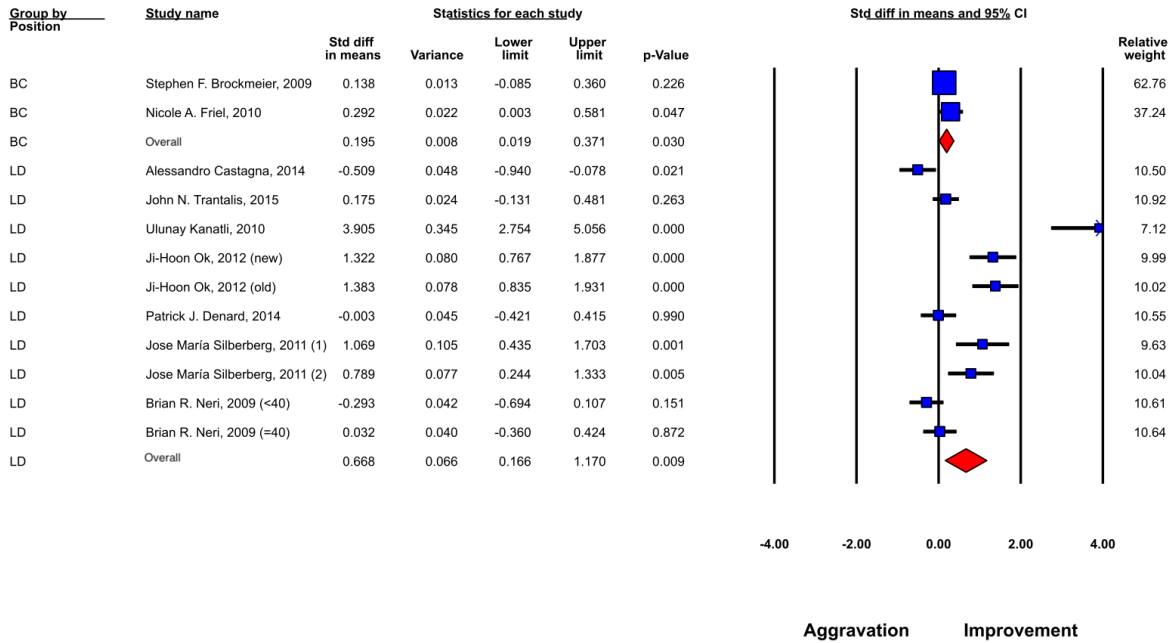 Group by Study name Statistics for each study Std diff in means and 95% CI
Position
Std diff in means Variance Lower limit Upper limit p-Value Relative weight
BC Stephen F. Brockmeier, 2009 0.138 0.013 -0.085 0.360 0.226 62.76
BC Nicole A. Friel, 2010 0.292 0.022 0.003 0.581 0.047 37.24
BC Overall 0.195 0.008 0.019 0.371 0.030
LD Alessandro Castagna, 2014 -0.509 0.048 -0.940 -0.078 0.021 10.50
LD John N. Trantalis, 2015 0.175 0.024 -0.131 0.481 0.263 10.92
LD Ulunay Kanatli, 2010 3.905 0.345 2.754 5.056 0.000 7.12
LD Ji-Hoon Ok, 2012 (new) 1.322 0.080 0.767 1.877 0.000 9.99
LD Ji-Hoon Ok, 2012 (old) 1.383 0.078 0.835 1.931 0.000 10.02
LD Patrick J. Denard, 2014 -0.003 0.045 -0.421 0.415 0.990 10.55
LD Jose María Silberberg, 2011 (1) 1.069 0.105 0.435 1.703 0.001 9.63
LD Jose María Silberberg, 2011 (2) 0.789 0.077 0.244 1.333 0.005 10.04
LD Brian R. Neri, 2009 (<40) -0.293 0.042 -0.694 0.107 0.151 10.61
LD Brian R. Neri, 2009 (=40) 0.032 0.040 -0.360 0.424 0.872 10.64
LD Overall 0.668 0.066 0.166 1.170 0.009
-4.00 -2.00 0.00 2.00 4.00
Aggravation Improvement